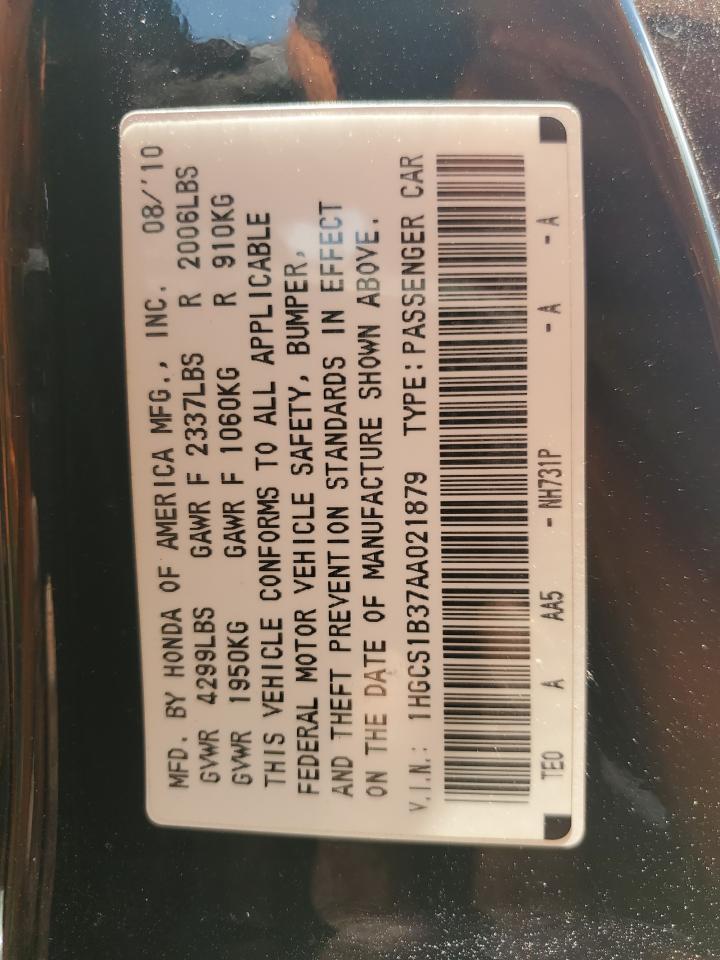 MFD. BY HONDA OF AMERICA MFG., INC. 08/'10
GVWR 4299LBS GAWR F 2337LBS R 2006LBS
GVWR 1950KG GAWR F 1060KG R 910KG
THIS VEHICLE CONFORMS TO ALL APPLICABLE
FEDERAL MOTOR VEHICLE SAFETY, BUMPER,
AND THEFT PREVENTION STANDARDS IN EFFECT
ON THE DATE OF MANUFACTURE SHOWN ABOVE.
V.I.N.: 1HGCS1B37AA021879 TYPE:PASSENGER CAR
TE0 A AA5 - NH731P - A - A